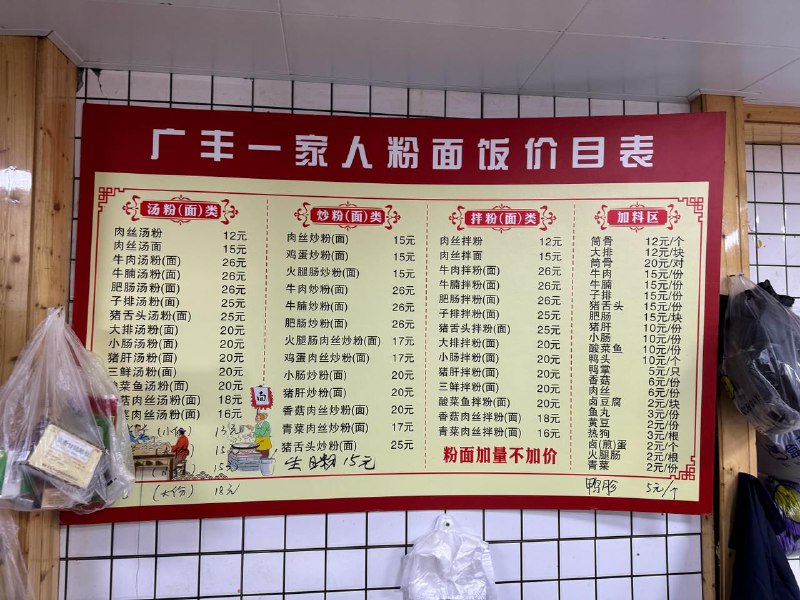 广丰一家人粉面饭价目表
汤粉(面)类
肉丝汤粉 12元
肉丝汤面 15元
牛肉汤粉(面) 26元
牛腩汤粉(面) 26元
肥肠汤粉(面) 26元
子排汤粉(面) 25元
猪舌头汤粉(面) 25元
大排汤粉(面) 20元
小肠汤粉(面) 20元
猪肝汤粉(面) 20元
三鲜汤粉(面) 20元
酸菜鱼汤粉(面) 20元
香菇肉丝汤粉(面) 18元
菜肉丝汤粉(面) 16元
(小份) 15元
15元
15元
(大份) 18元
炒粉(面)类
肉丝炒粉(面) 15元
鸡蛋炒粉(面) 15元
火腿肠炒粉(面) 15元
牛肉炒粉(面) 26元
牛腩炒粉(面) 26元
肥肠炒粉(面) 26元
火腿肠肉丝炒粉(面) 17元
鸡蛋肉丝炒粉(面) 17元
小肠炒粉(面) 20元
猪肝炒粉(面) 20元
香菇肉丝炒粉(面) 20元
青菜肉丝炒粉(面) 17元
猪舌头炒粉(面) 25元
15元
面
拌粉(面)类
肉丝拌粉 12元
肉丝拌面 15元
牛肉拌粉(面) 26元
牛腩拌粉(面) 26元
肥肠拌粉(面) 26元
子排拌粉(面) 25元
猪舌头拌粉(面) 25元
大排拌粉(面) 20元
小肠拌粉(面) 20元
猪肝拌粉(面) 20元
三鲜拌粉(面) 20元
酸菜鱼拌粉(面) 20元
香菇肉丝拌粉(面) 18元
青菜肉丝拌粉(面) 16元
粉面加量不加价
加料区
筒骨 12元/个
大排 12元/块
筒骨 20元/对
牛肉 15元/份
牛腩 15元/份
子排 15元/份
猪舌头 15元/份
肥肠 15元/块
猪肝 10元/份
小肠 10元/份
酸菜鱼 10元/份
鸭头 10元/个
鸭掌 5元/只
香菇 6元/份
肉丝 6元/份
卤豆腐 2元/块
鱼丸 3元/份
黄豆 2元/份
热狗 3元/根
卤(煎)蛋 2元/个
火腿肠 2元/根
青菜 2元/份
鸭胗 5元/个